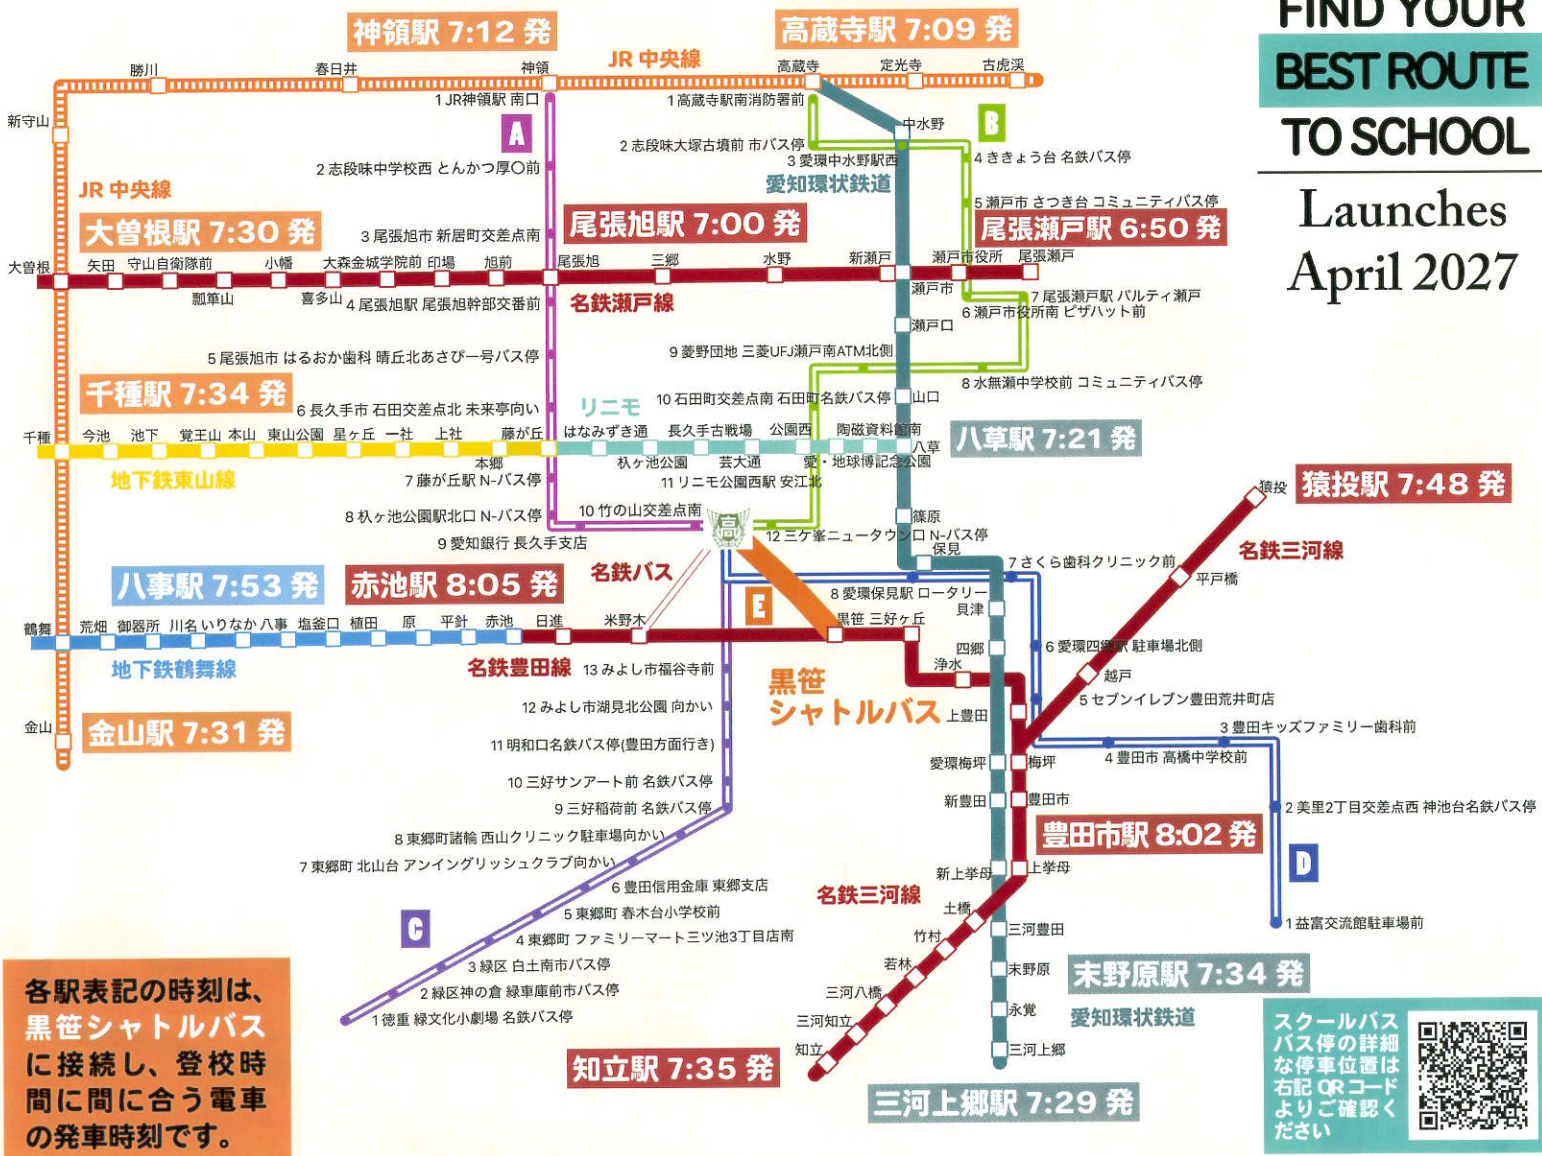 FIND YOUR
BEST ROUTE
TO SCHOOL
Launches
April 2027
神領駅 7:12 発
高蔵寺駅 7:09 発
JR 中央線
勝川
春日井
神領
高蔵寺
定光寺
古虎渓
新守山
1 JR神領駅 南口
A
2 志段味中学校西 とんかつ厚〇前
3 尾張旭市 新居町交差点南
4 尾張旭駅 尾張旭幹部交番前
5 尾張旭市 はるおか歯科 晴丘北あさぴー号バス停
6 長久手市 石田交差点北 未来亭向い
7 藤が丘駅 N-バス停
8 杁ヶ池公園駅北口 N-バス停
9 愛知銀行 長久手支店
10 竹の山交差点南
1 高蔵寺駅南消防署前
B
2 志段味大塚古墳前 市バス停
3 愛環中水野駅西
中水野
4 ききょう台 名鉄バス停
5 瀬戸市 さつき台 コミュニティバス停
6 瀬戸市役所南 ピザハット前
7 尾張瀬戸駅 パルティ瀬戸
8 水無瀬中学校前 コミュニティバス停
9 菱野団地 三菱UFJ瀬戸南ATM北側
10 石田町交差点南 石田町名鉄バス停
11 リニモ公園西駅 安江北
12 三ケ峯ニュータウン口 N-バス停
愛知環状鉄道
JR 中央線
大曽根駅 7:30 発
尾張旭駅 7:00 発
尾張瀬戸駅 6:50 発
大曽根
矢田
守山自衛隊前
瓢箪山
小幡
喜多山
大森金城学院前
印場
旭前
尾張旭
三郷
水野
新瀬戸
瀬戸市役所
尾張瀬戸
名鉄瀬戸線
瀬戸市
瀬戸口
山口
八草
千種駅 7:34 発
リニモ
八草駅 7:21 発
千種
今池
池下
覚王山
本山
東山公園
星ヶ丘
一社
上社
本郷
藤が丘
はなみずき通
杁ヶ池公園
長久手古戦場
芸大通
公園西
愛・地球博記念公園
陶磁資料館南
地下鉄東山線
篠原
保見
貝津
四郷
猿投
猿投駅 7:48 発
名鉄三河線
平戸橋
越戸
高
八事駅 7:53 発
赤池駅 8:05 発
名鉄バス
E
鶴舞
荒畑
御器所
川名
いりなか
八事
塩釜口
植田
原
平針
赤池
日進
米野木
黒笹
三好ヶ丘
浄水
上豊田
地下鉄鶴舞線
名鉄豊田線
黒笹
シャトルバス
金山
金山駅 7:31 発
7 さくら歯科クリニック前
8 愛環保見駅 ロータリー
6 愛環四郷駅 駐車場北側
5 セブンイレブン豊田荒井町店
3 豊田キッズファミリー歯科前
4 豊田市 高橋中学校前
2 美里2丁目交差点西 神池台名鉄バス停
D
1 益富交流館駐車場前
愛環梅坪
梅坪
新豊田
豊田市
豊田市駅 8:02 発
新上挙母
上挙母
13 みよし市福谷寺前
12 みよし市湖見北公園 向かい
11 明和口名鉄バス停(豊田方面行き)
10 三好サンアート前 名鉄バス停
9 三好稲荷前 名鉄バス停
8 東郷町諸輪 西山クリニック駐車場向かい
7 東郷町 北山台 アンイングリッシュクラブ向かい
6 豊田信用金庫 東郷支店
5 東郷町 春木台小学校前
4 東郷町 ファミリーマート三ツ池3丁目店南
3 緑区 白土南市バス停
2 緑区神の倉 緑車庫前市バス停
1 徳重 緑文化小劇場 名鉄バス停
C
名鉄三河線
土橋
竹村
若林
三河八橋
三河知立
知立
知立駅 7:35 発
三河豊田
末野原
永覚
三河上郷
末野原駅 7:34 発
愛知環状鉄道
三河上郷駅 7:29 発
各駅表記の時刻は、
黒笹シャトルバス
に接続し、登校時
間に間に合う電車
の発車時刻です。
スクールバス
バス停の詳細
な停車位置は
右記 QR コード
よりご確認く
ださい